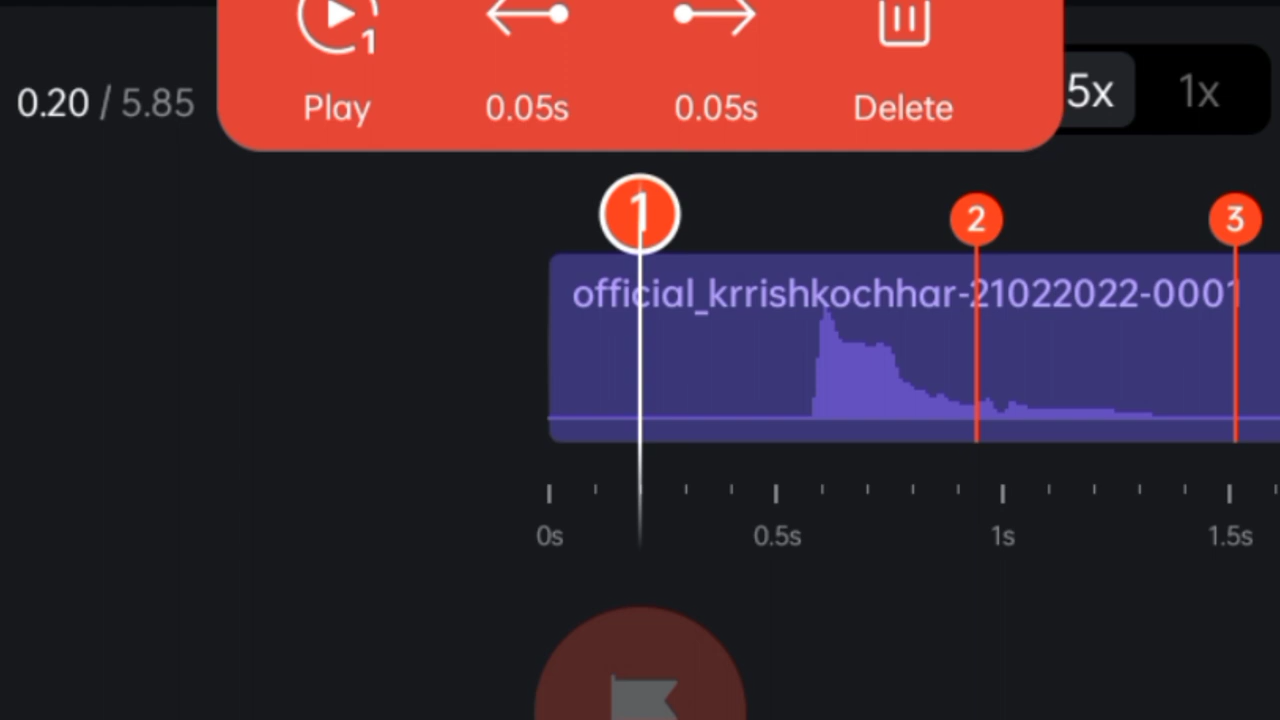 1
Play 0.05s 0.05s Delete
0.20 / 5.85
5x 1x
1 2 3
official_krrishkochhar-21022022-0001
0s 0.5s 1s 1.5s